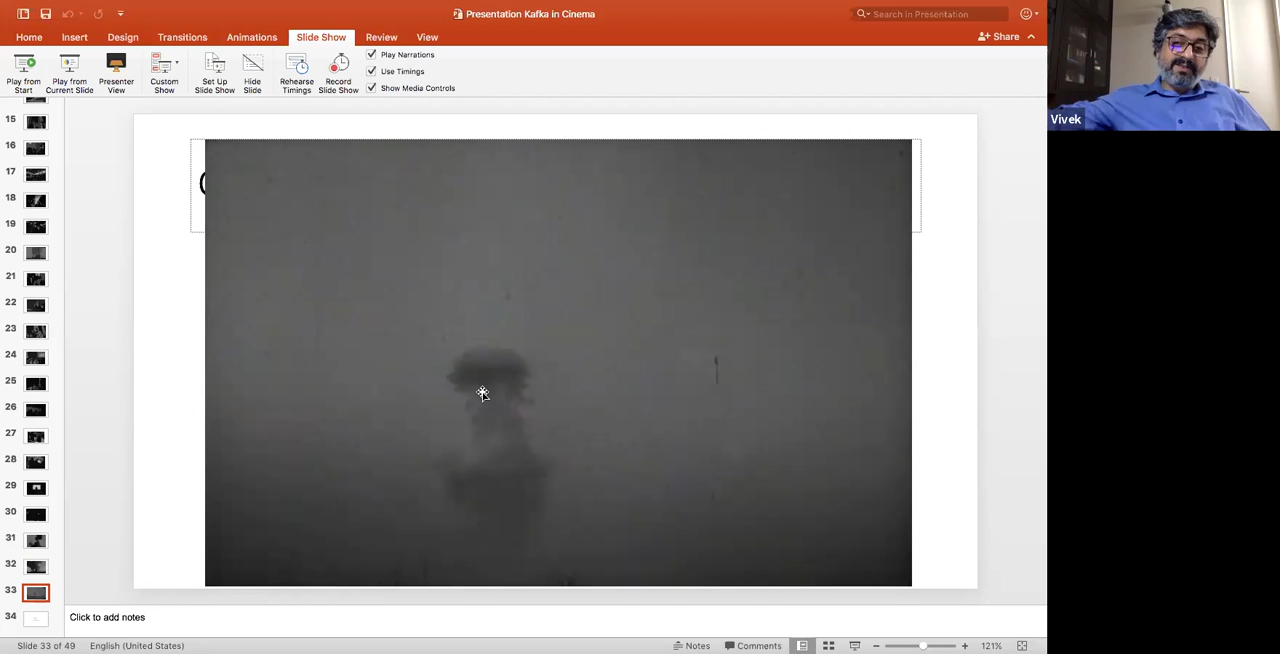 Presentation Kafka in Cinema
Search in Presentation
Home Insert Design Transitions Animations Slide Show Review View
Share
Play from Start
Play from Current Slide
Presenter View
Custom Show
Set Up Slide Show
Hide Slide
Rehearse Timings
Record Slide Show
Play Narrations
Use Timings
Show Media Controls
Vivek
15
16
17
18
19
20
21
22
23
24
25
26
27
28
29
30
31
32
33
34
Click to add notes
Slide 33 of 49 English (United States) Notes Comments 121%